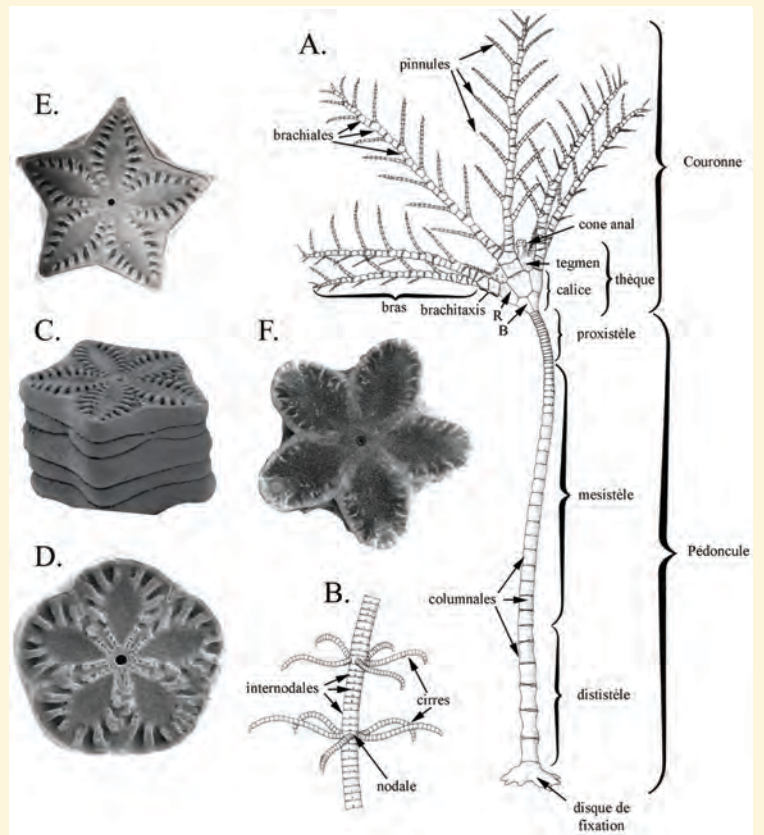 A.
pinnules
E.
brachiales
Couronne
cone anal
tegmen
thèque
calice
bras
brachitaxis
R
B
C.
F.
proxistèle
mesistèle
Pédoncule
D.
columnales
B.
internodales
cirres
dististèle
nodale
disque de
fixation